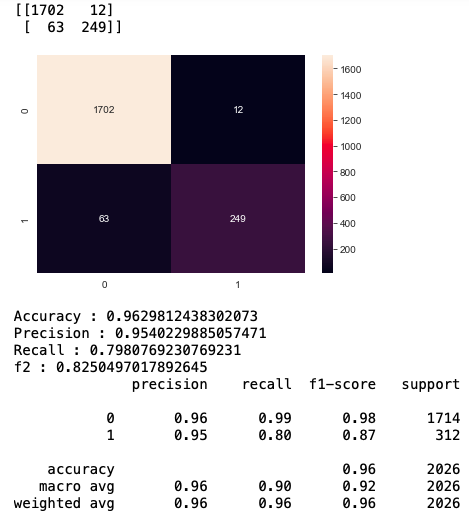 [[1702   12]
 [  63  249]]
1702 12
63 249
0
1
0 1
1600
1400
1200
1000
800
600
400
200
Accuracy : 0.9629812438302073
Precision : 0.9540229885057471
Recall : 0.7980769230769231
f2 : 0.8250497017892645
              precision    recall  f1-score   support

           0       0.96      0.99      0.98      1714
           1       0.95      0.80      0.87       312

    accuracy                           0.96      2026
   macro avg       0.96      0.90      0.92      2026
weighted avg       0.96      0.96      0.96      2026